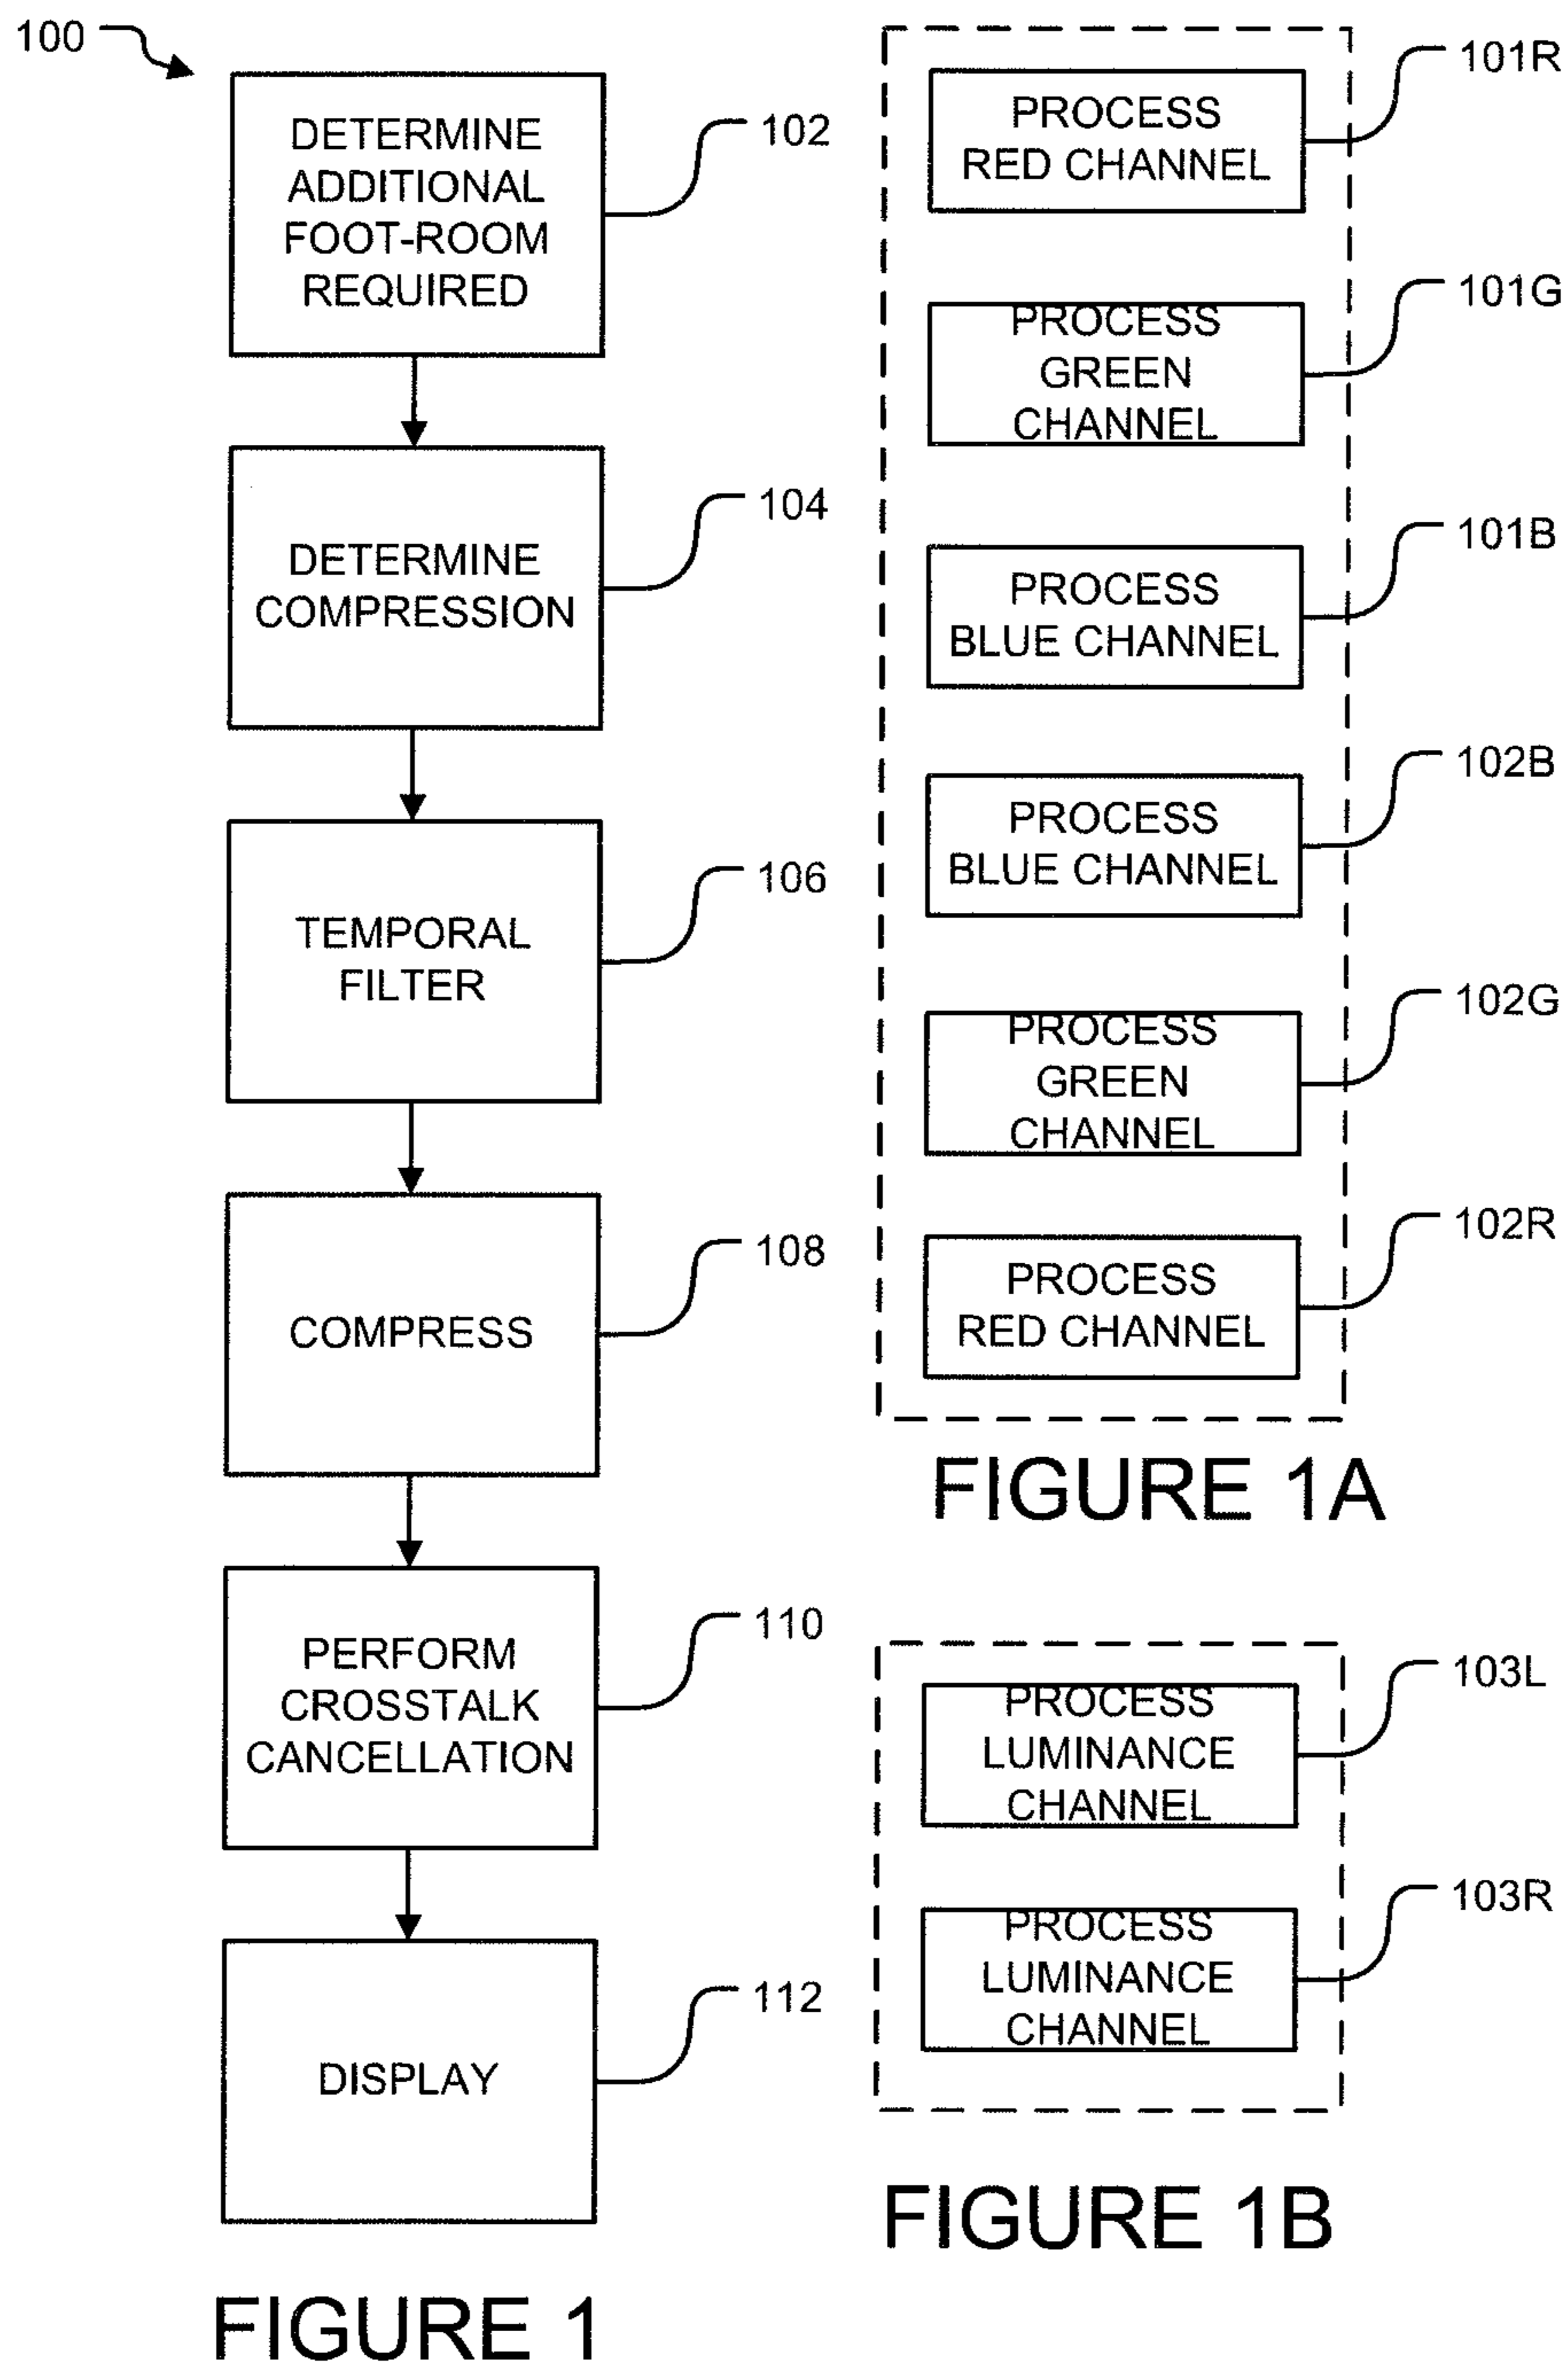 100
DETERMINE
ADDITIONAL
FOOT-ROOM
REQUIRED
102
DETERMINE
COMPRESSION
104
TEMPORAL
FILTER
106
COMPRESS
108
PERFORM
CROSSTALK
CANCELLATION
110
DISPLAY
112
FIGURE 1
PROCESS
RED CHANNEL
101R
PROCESS
GREEN
CHANNEL
101G
PROCESS
BLUE CHANNEL
101B
PROCESS
BLUE CHANNEL
102B
PROCESS
GREEN
CHANNEL
102G
PROCESS
RED CHANNEL
102R
FIGURE 1A
PROCESS
LUMINANCE
CHANNEL
103L
PROCESS
LUMINANCE
CHANNEL
103R
FIGURE 1B